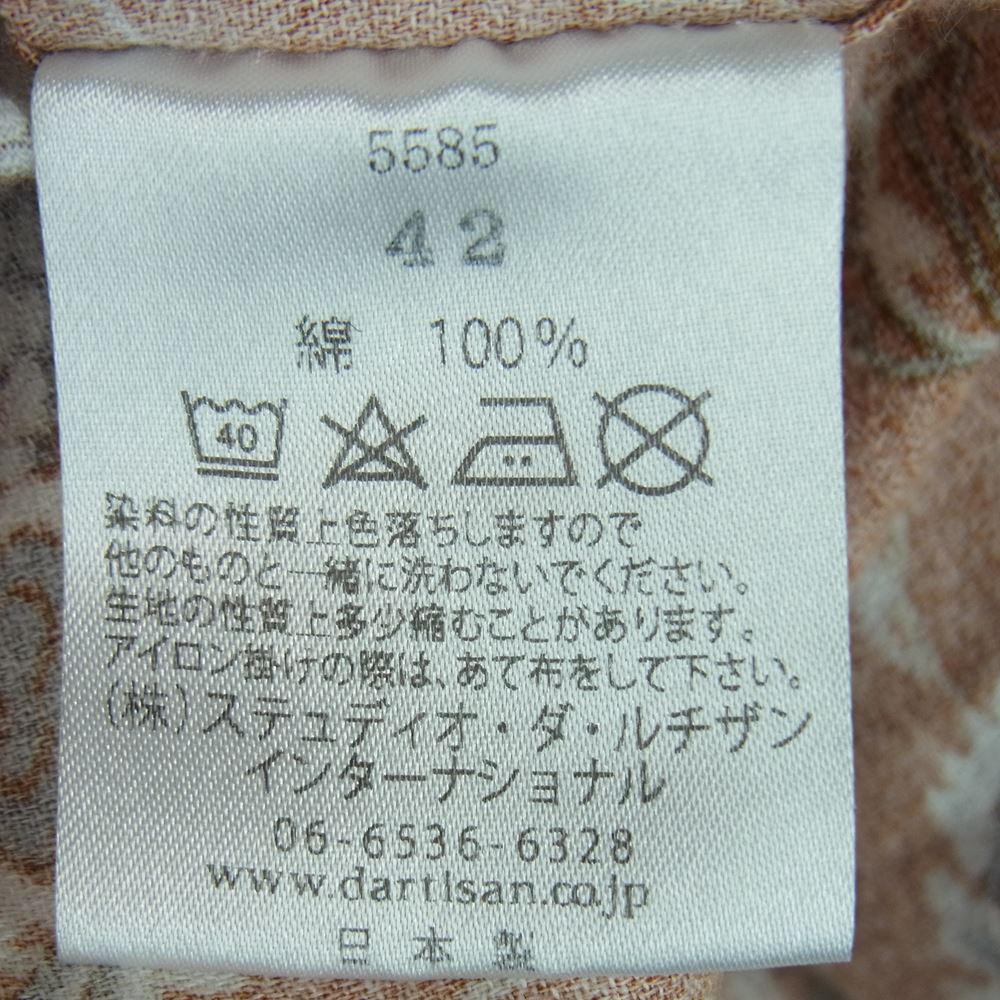 5585
42
綿 100%
40
染料の性質上色落ちしますので
他のものと一緒に洗わないでください。
生地の性質上多少縮むことがあります。
アイロン掛けの際は、あて布をして下さい。
(株)ステュディオ・ダ・ルチザン
インターナショナル
06-6536-6328
www.dartisan.co.jp
日本製